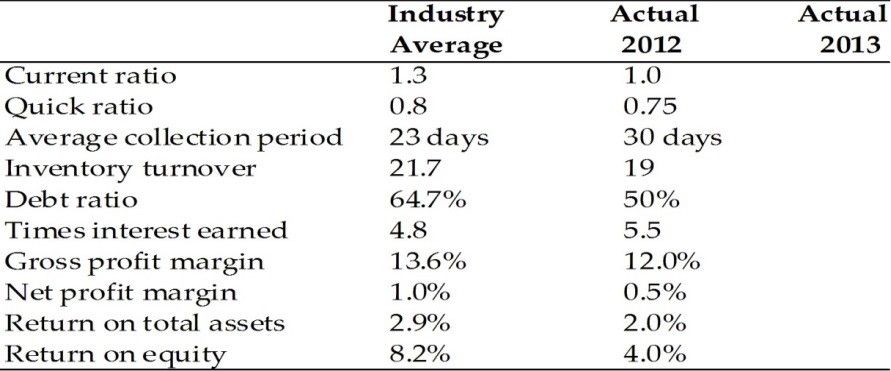 Industry Actual Actual
Average 2012 2013
Current ratio 1.3 1.0
Quick ratio 0.8 0.75
Average collection period 23 days 30 days
Inventory turnover 21.7 19
Debt ratio 64.7% 50%
Times interest earned 4.8 5.5
Gross profit margin 13.6% 12.0%
Net profit margin 1.0% 0.5%
Return on total assets 2.9% 2.0%
Return on equity 8.2% 4.0%